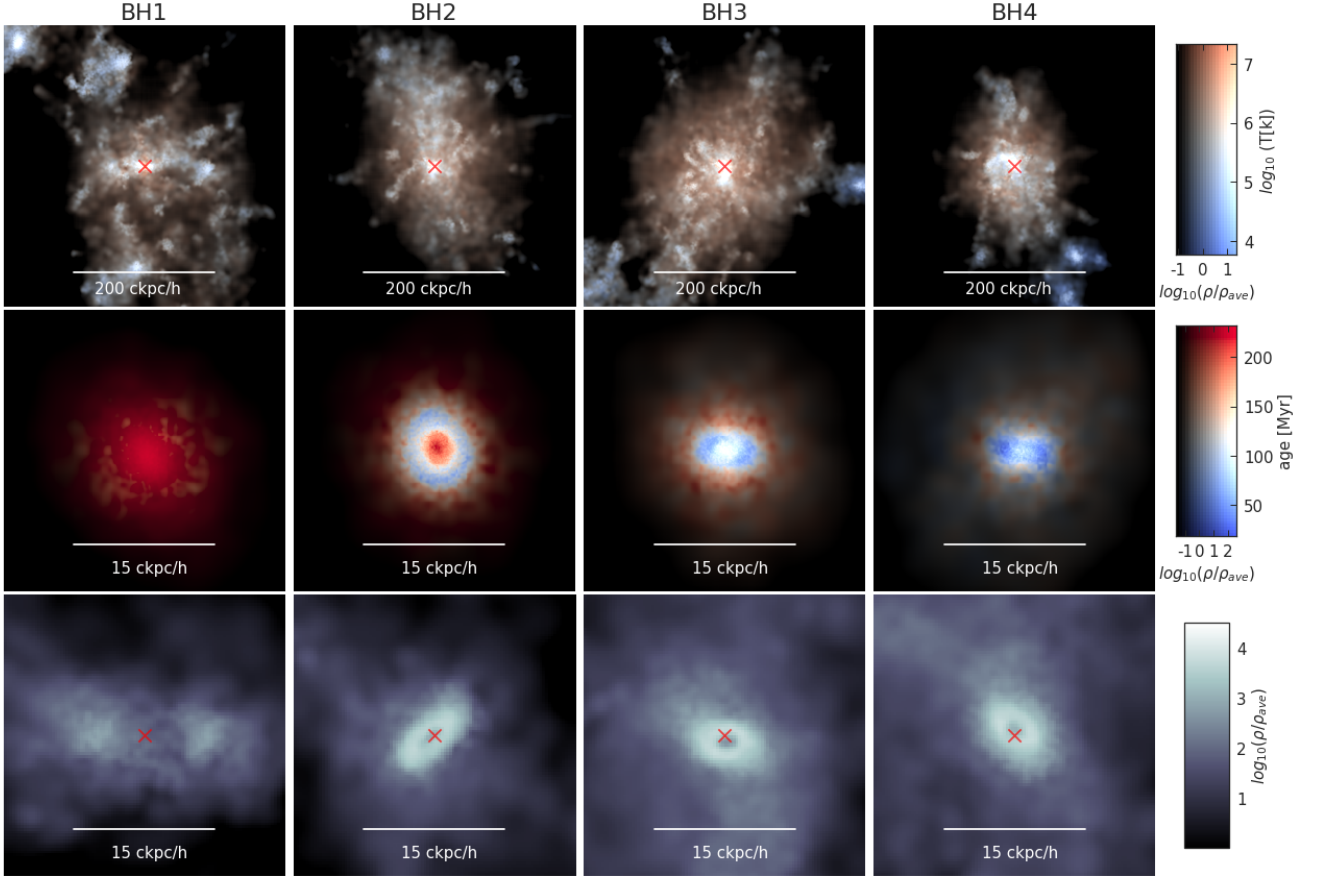 BH1 BH2 BH3 BH4
200 ckpc/h 200 ckpc/h 200 ckpc/h 200 ckpc/h
7
6
5
4
log10 (T[k])
-1 0 1
log10(ρ/ρave)
15 ckpc/h 15 ckpc/h 15 ckpc/h 15 ckpc/h
200
150
100
50
age [Myr]
-1 0 1 2
log10(ρ/ρave)
15 ckpc/h 15 ckpc/h 15 ckpc/h 15 ckpc/h
4
3
2
1
log10(ρ/ρave)